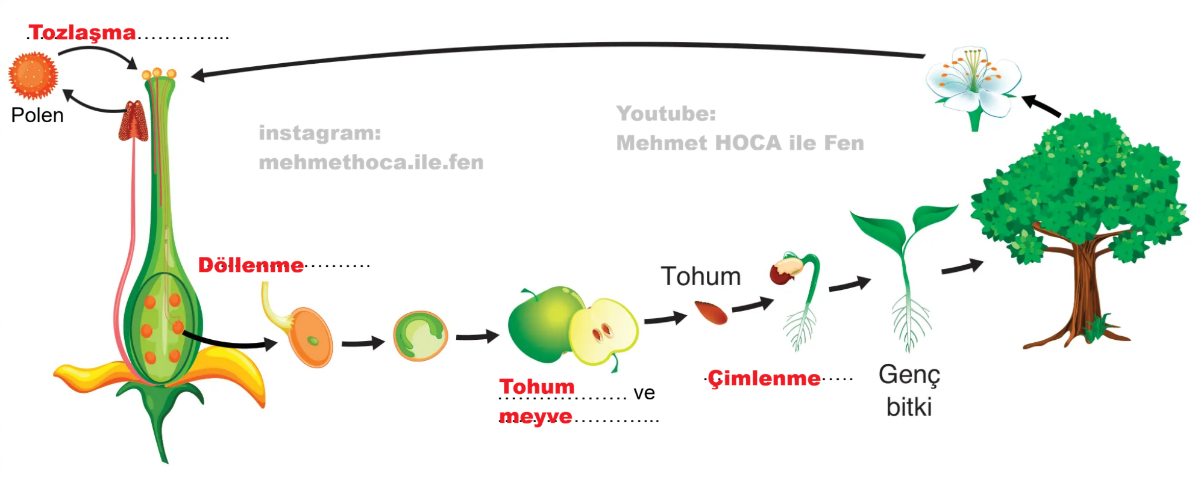 Tozlaşma…………...
Polen
instagram:
mehmethoca.ile.fen
Youtube:
Mehmet HOCA ile Fen
Döllenme……….
Tohum
Tohum ……………… ve
meyve…………...
Çimlenme…..
Genç
bitki